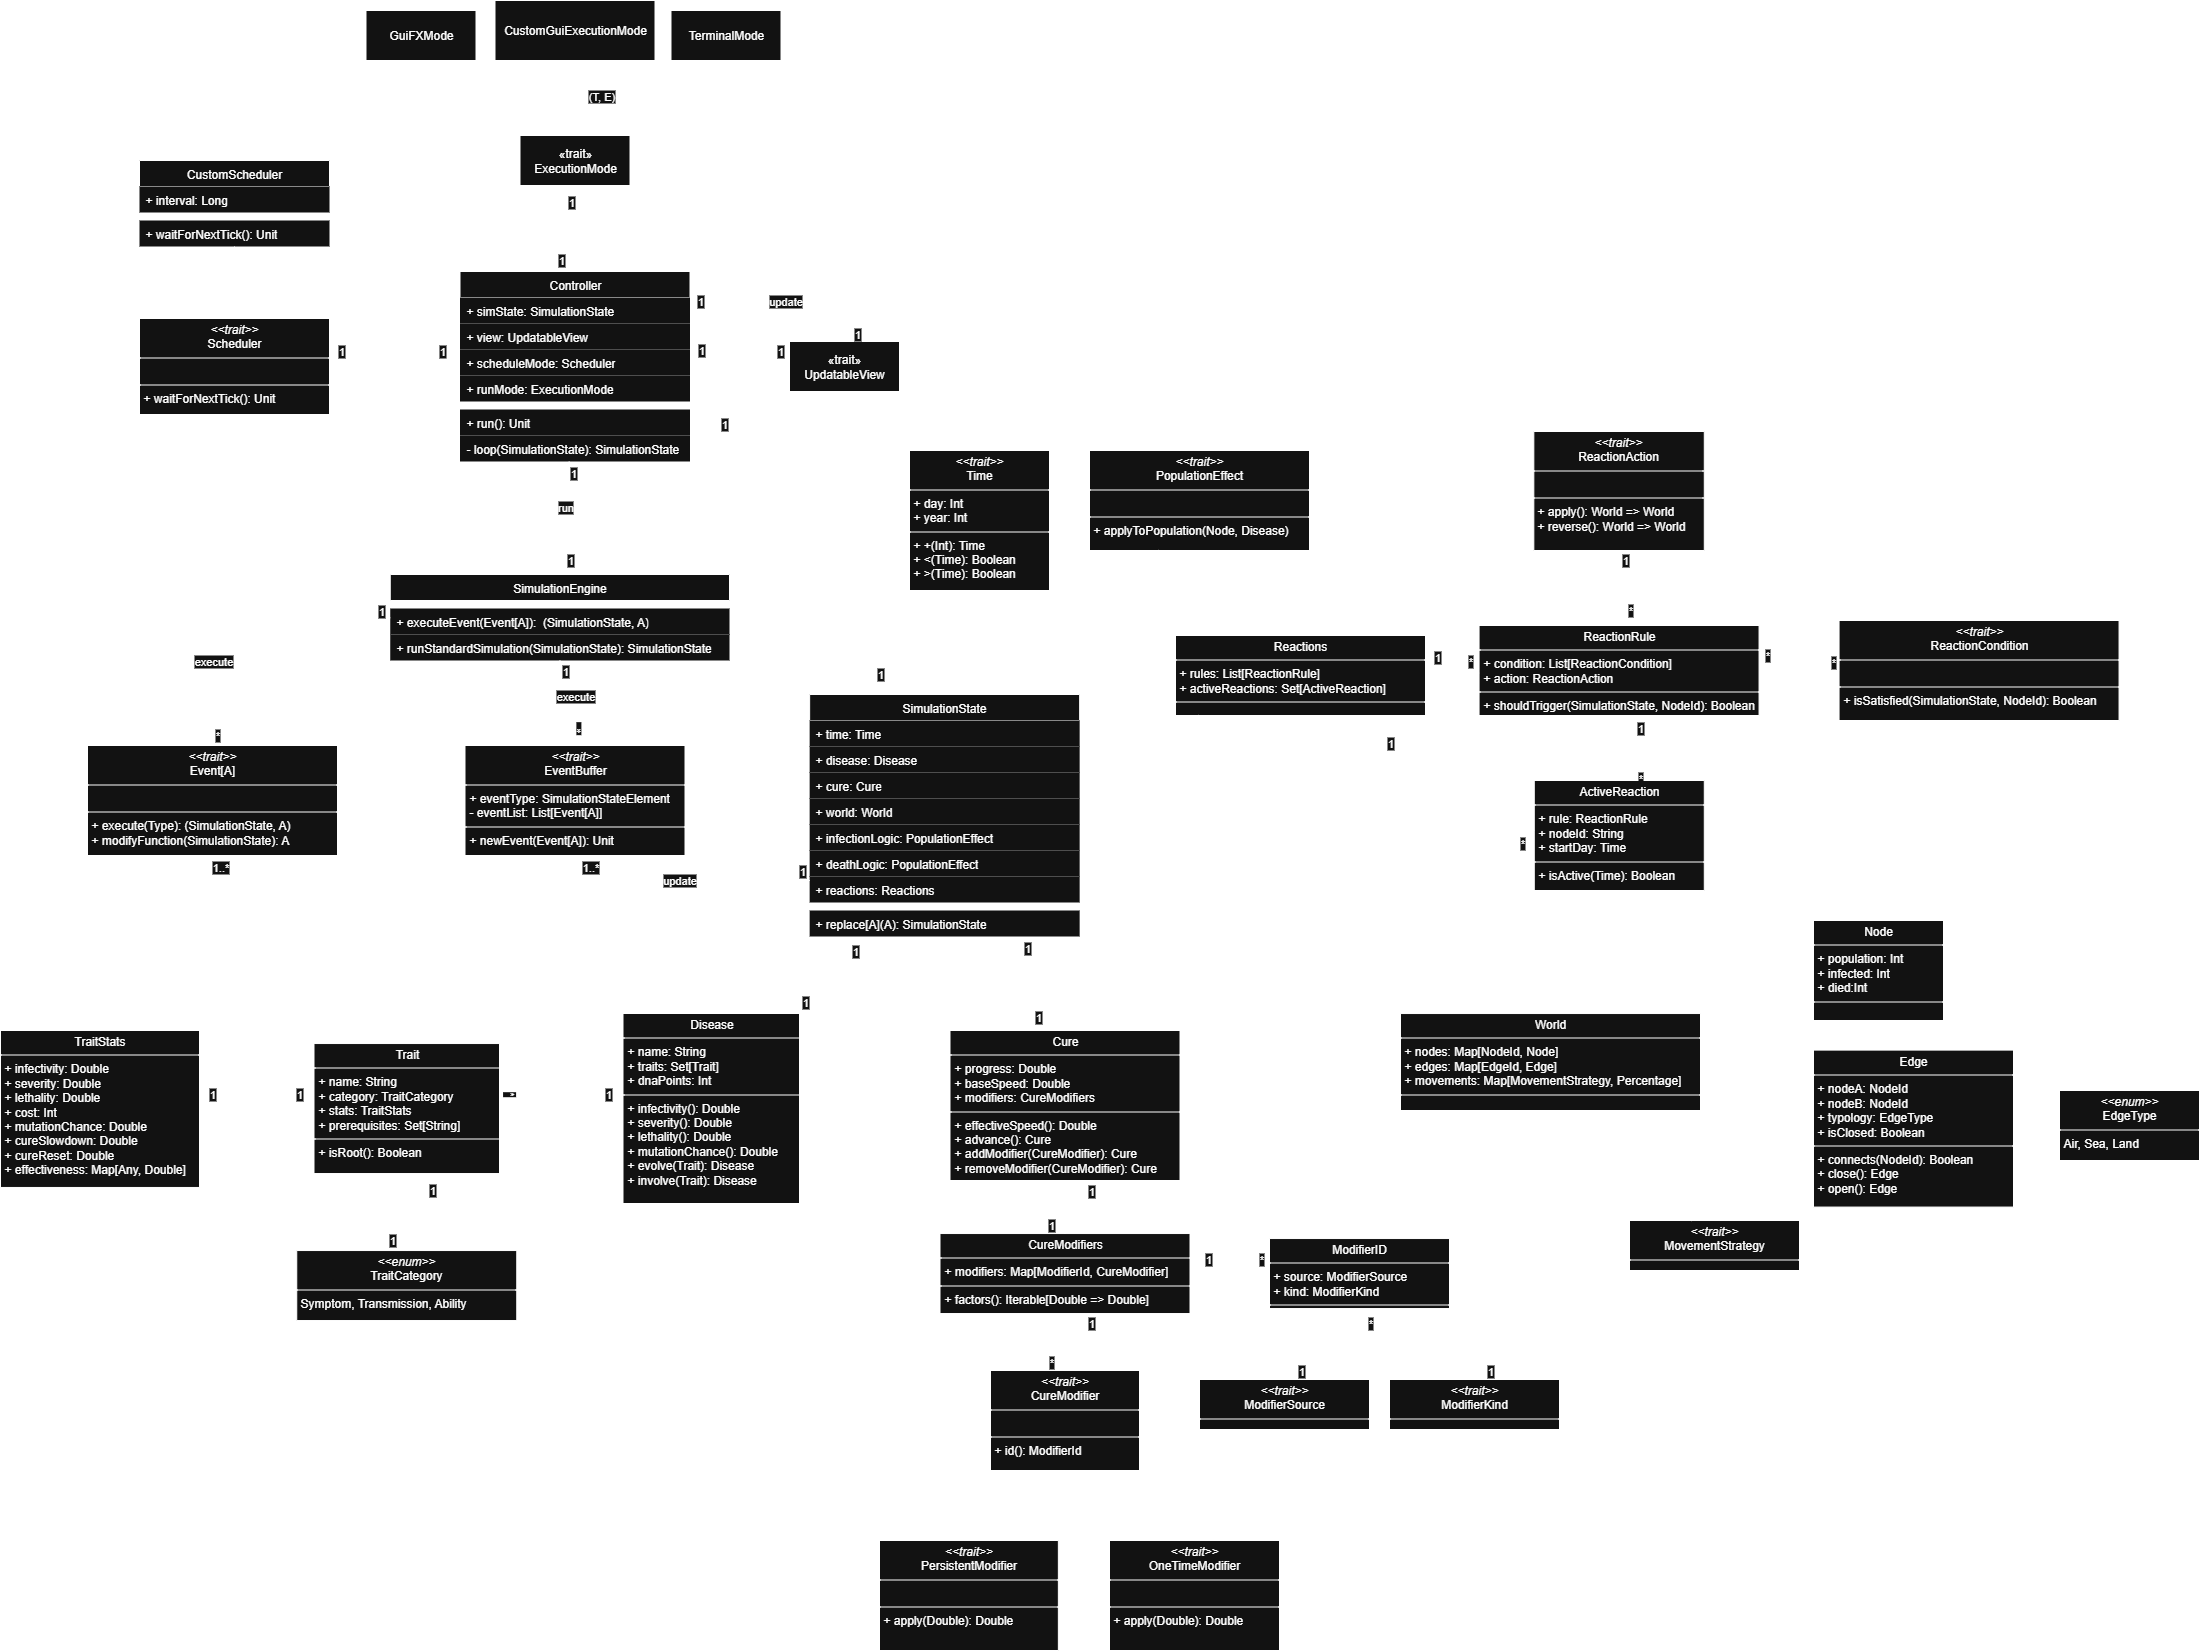 GuiFXMode
CustomGuiExecutionMode
TerminalMode
(T, E)
«trait»
ExecutionMode
1
CustomScheduler
+ interval: Long
+ waitForNextTick(): Unit
1
Controller
+ simState: SimulationState
+ view: UpdatableView
+ scheduleMode: Scheduler
+ runMode: ExecutionMode
+ run(): Unit
- loop(SimulationState): SimulationState
1
update
1
<<trait>>
Scheduler
+ waitForNextTick(): Unit
1
1
1
1
«trait»
UpdatableView
1
1
run
1
<<trait>>
Time
+ day: Int
+ year: Int
+ +(Int): Time
+ <(Time): Boolean
+ >(Time): Boolean
<<trait>>
PopulationEffect
+ applyToPopulation(Node, Disease)
<<trait>>
ReactionAction
+ apply(): World => World
+ reverse(): World => World
1
*
SimulationEngine
+ executeEvent(Event[A]):  (SimulationState, A)
+ runStandardSimulation(SimulationState): SimulationState
1
execute
1
execute
*
*
Reactions
+ rules: List[ReactionRule]
+ activeReactions: Set[ActiveReaction]
1
*
ReactionRule
+ condition: List[ReactionCondition]
+ action: ReactionAction
+ shouldTrigger(SimulationState, NodeId): Boolean
*
*
<<trait>>
ReactionCondition
+ isSatisfied(SimulationState, NodeId): Boolean
1
1
1
*
<<trait>>
Event[A]
+ execute(Type): (SimulationState, A)
+ modifyFunction(SimulationState): A
1..*
<<trait>>
EventBuffer
+ eventType: SimulationStateElement
- eventList: List[Event[A]]
+ newEvent(Event[A]): Unit
1..*
update
1
SimulationState
+ time: Time
+ disease: Disease
+ cure: Cure
+ world: World
+ infectionLogic: PopulationEffect
+ deathLogic: PopulationEffect
+ reactions: Reactions
+ replace[A](A): SimulationState
1
1
ActiveReaction
+ rule: ReactionRule
+ nodeId: String
+ startDay: Time
+ isActive(Time): Boolean
*
Node
+ population: Int
+ infected: Int
+ died:Int
1
1
TraitStats
+ infectivity: Double
+ severity: Double
+ lethality: Double
+ cost: Int
+ mutationChance: Double
+ cureSlowdown: Double
+ cureReset: Double
+ effectiveness: Map[Any, Double]
1
1
Trait
+ name: String
+ category: TraitCategory
+ stats: TraitStats
+ prerequisites: Set[String]
+ isRoot(): Boolean
*
1
Disease
+ name: String
+ traits: Set[Trait]
+ dnaPoints: Int
+ infectivity(): Double
+ severity(): Double
+ lethality(): Double
+ mutationChance(): Double
+ evolve(Trait): Disease
+ involve(Trait): Disease
Cure
+ progress: Double
+ baseSpeed: Double
+ modifiers: CureModifiers
+ effectiveSpeed(): Double
+ advance(): Cure
+ addModifier(CureModifier): Cure
+ removeModifier(CureModifier): Cure
World
+ nodes: Map[NodeId, Node]
+ edges: Map[EdgeId, Edge]
+ movements: Map[MovementStrategy, Percentage]
Edge
+ nodeA: NodeId
+ nodeB: NodeId
+ typology: EdgeType
+ isClosed: Boolean
+ connects(NodeId): Boolean
+ close(): Edge
+ open(): Edge
<<enum>>
EdgeType
Air, Sea, Land
1
1
<<enum>>
TraitCategory
Symptom, Transmission, Ability
1
1
CureModifiers
+ modifiers: Map[ModifierId, CureModifier]
+ factors(): Iterable[Double => Double]
1
*
ModifierID
+ source: ModifierSource
+ kind: ModifierKind
<<trait>>
MovementStrategy
1
*
*
1
1
<<trait>>
CureModifier
+ id(): ModifierId
<<trait>>
ModifierSource
<<trait>>
ModifierKind
<<trait>>
PersistentModifier
+ apply(Double): Double
<<trait>>
OneTimeModifier
+ apply(Double): Double